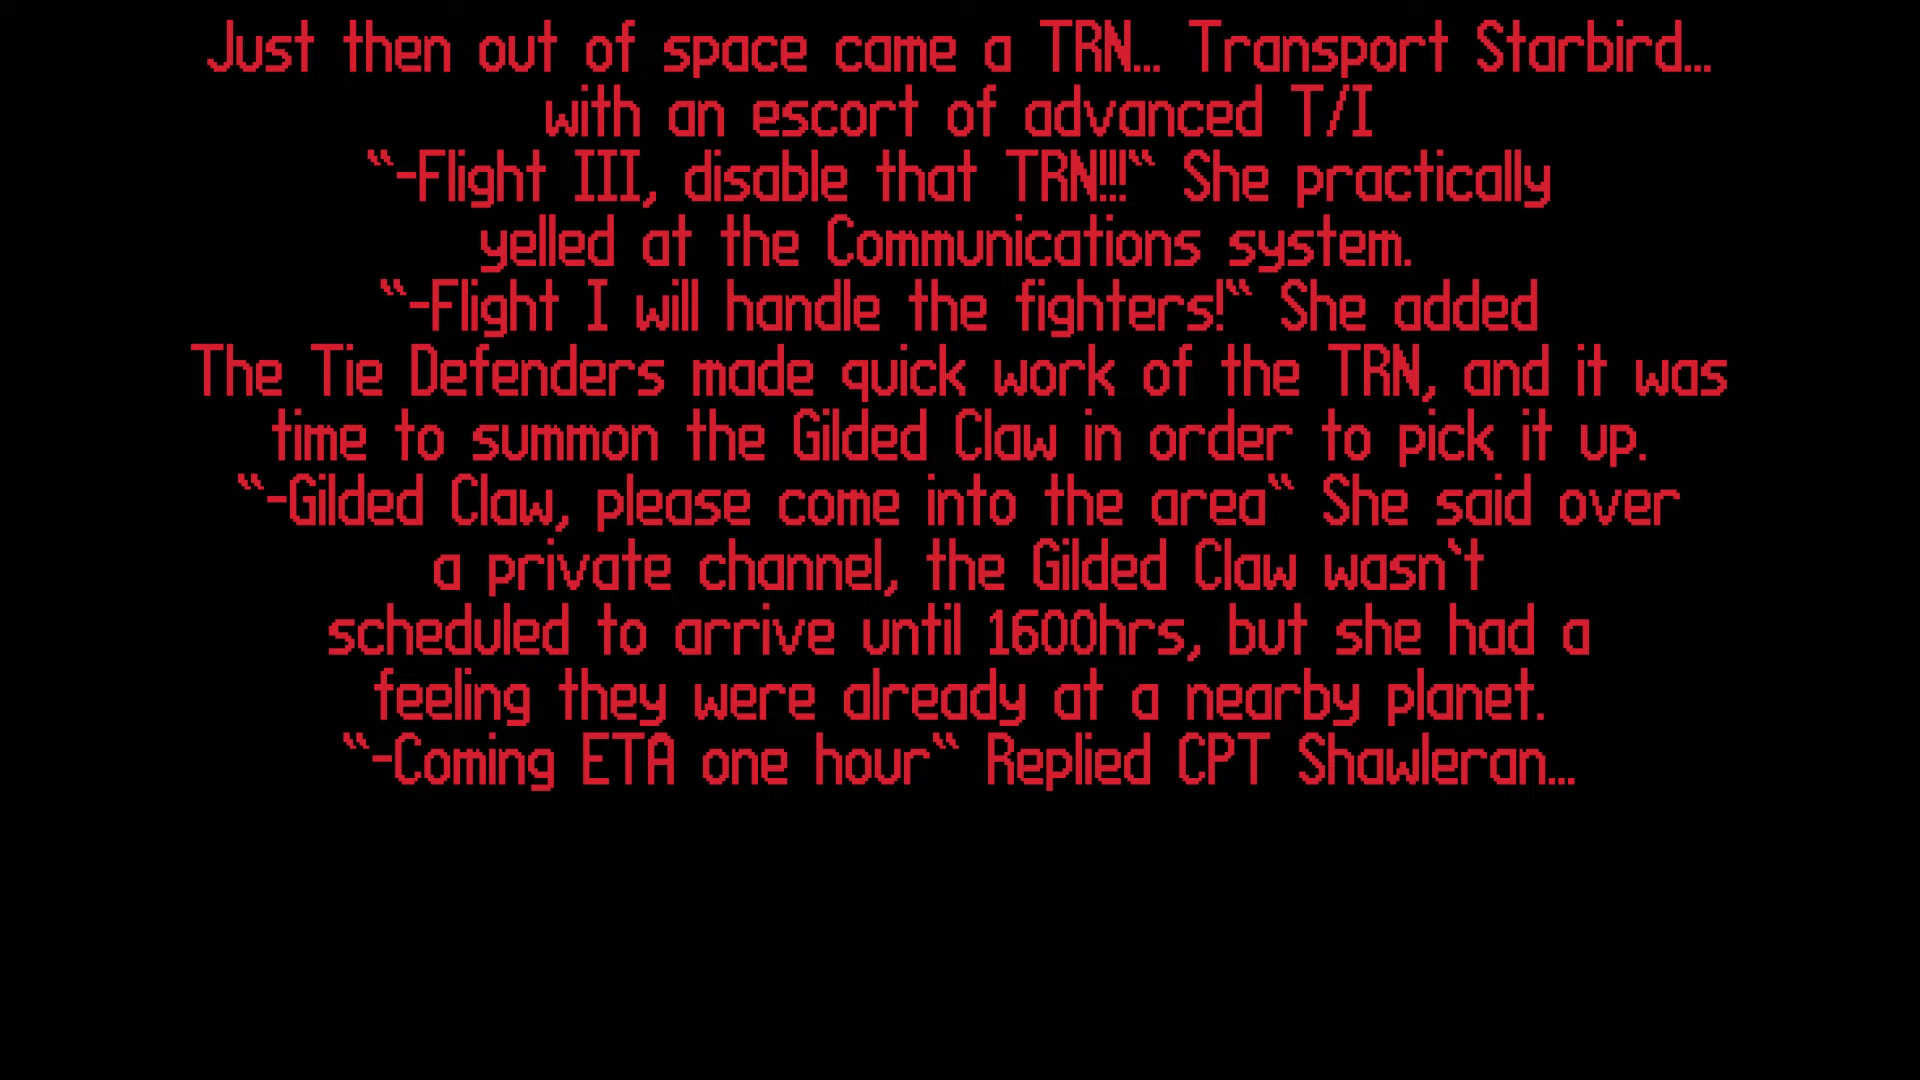 Just then out of space came a TRN... Transport Starbird...
with an escort of advanced T/I
``-Flight III, disable that TRN!!!`` She practically
yelled at the Communications system.
``-Flight I will handle the fighters!`` She added
The Tie Defenders made quick work of the TRN, and it was
time to summon the Gilded Claw in order to pick it up.
``-Gilded Claw, please come into the area`` She said over
a private channel, the Gilded Claw wasn`t
scheduled to arrive until 1600hrs, but she had a
feeling they were already at a nearby planet.
``-Coming ETA one hour`` Replied CPT Shawleran...